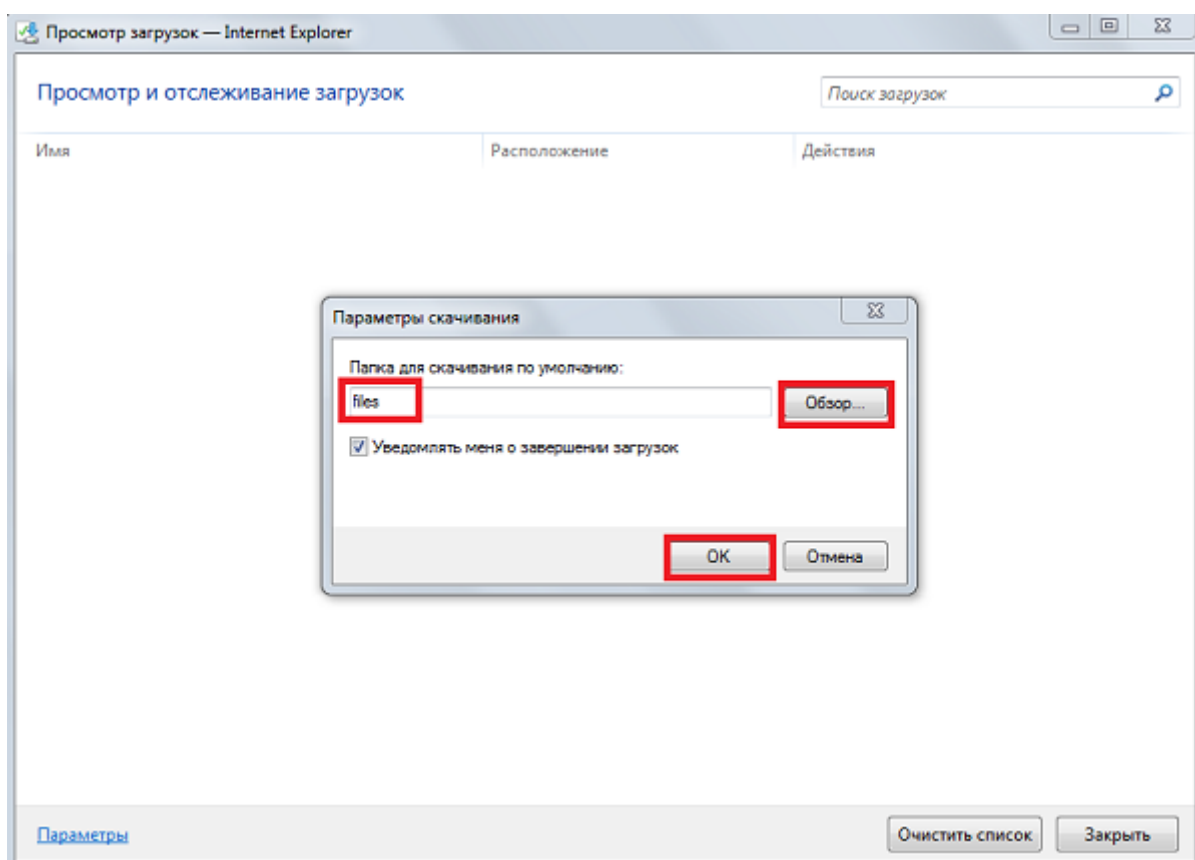 Просмотр загрузок — Internet Explorer
Просмотр и отслеживание загрузок
Поиск загрузок
Имя
Расположение
Действия
Параметры скачивания
Папка для скачивания по умолчанию:
files
Обзор...
Уведомлять меня о завершении загрузок
ОК
Отмена
Параметры
Очистить список
Закрыть